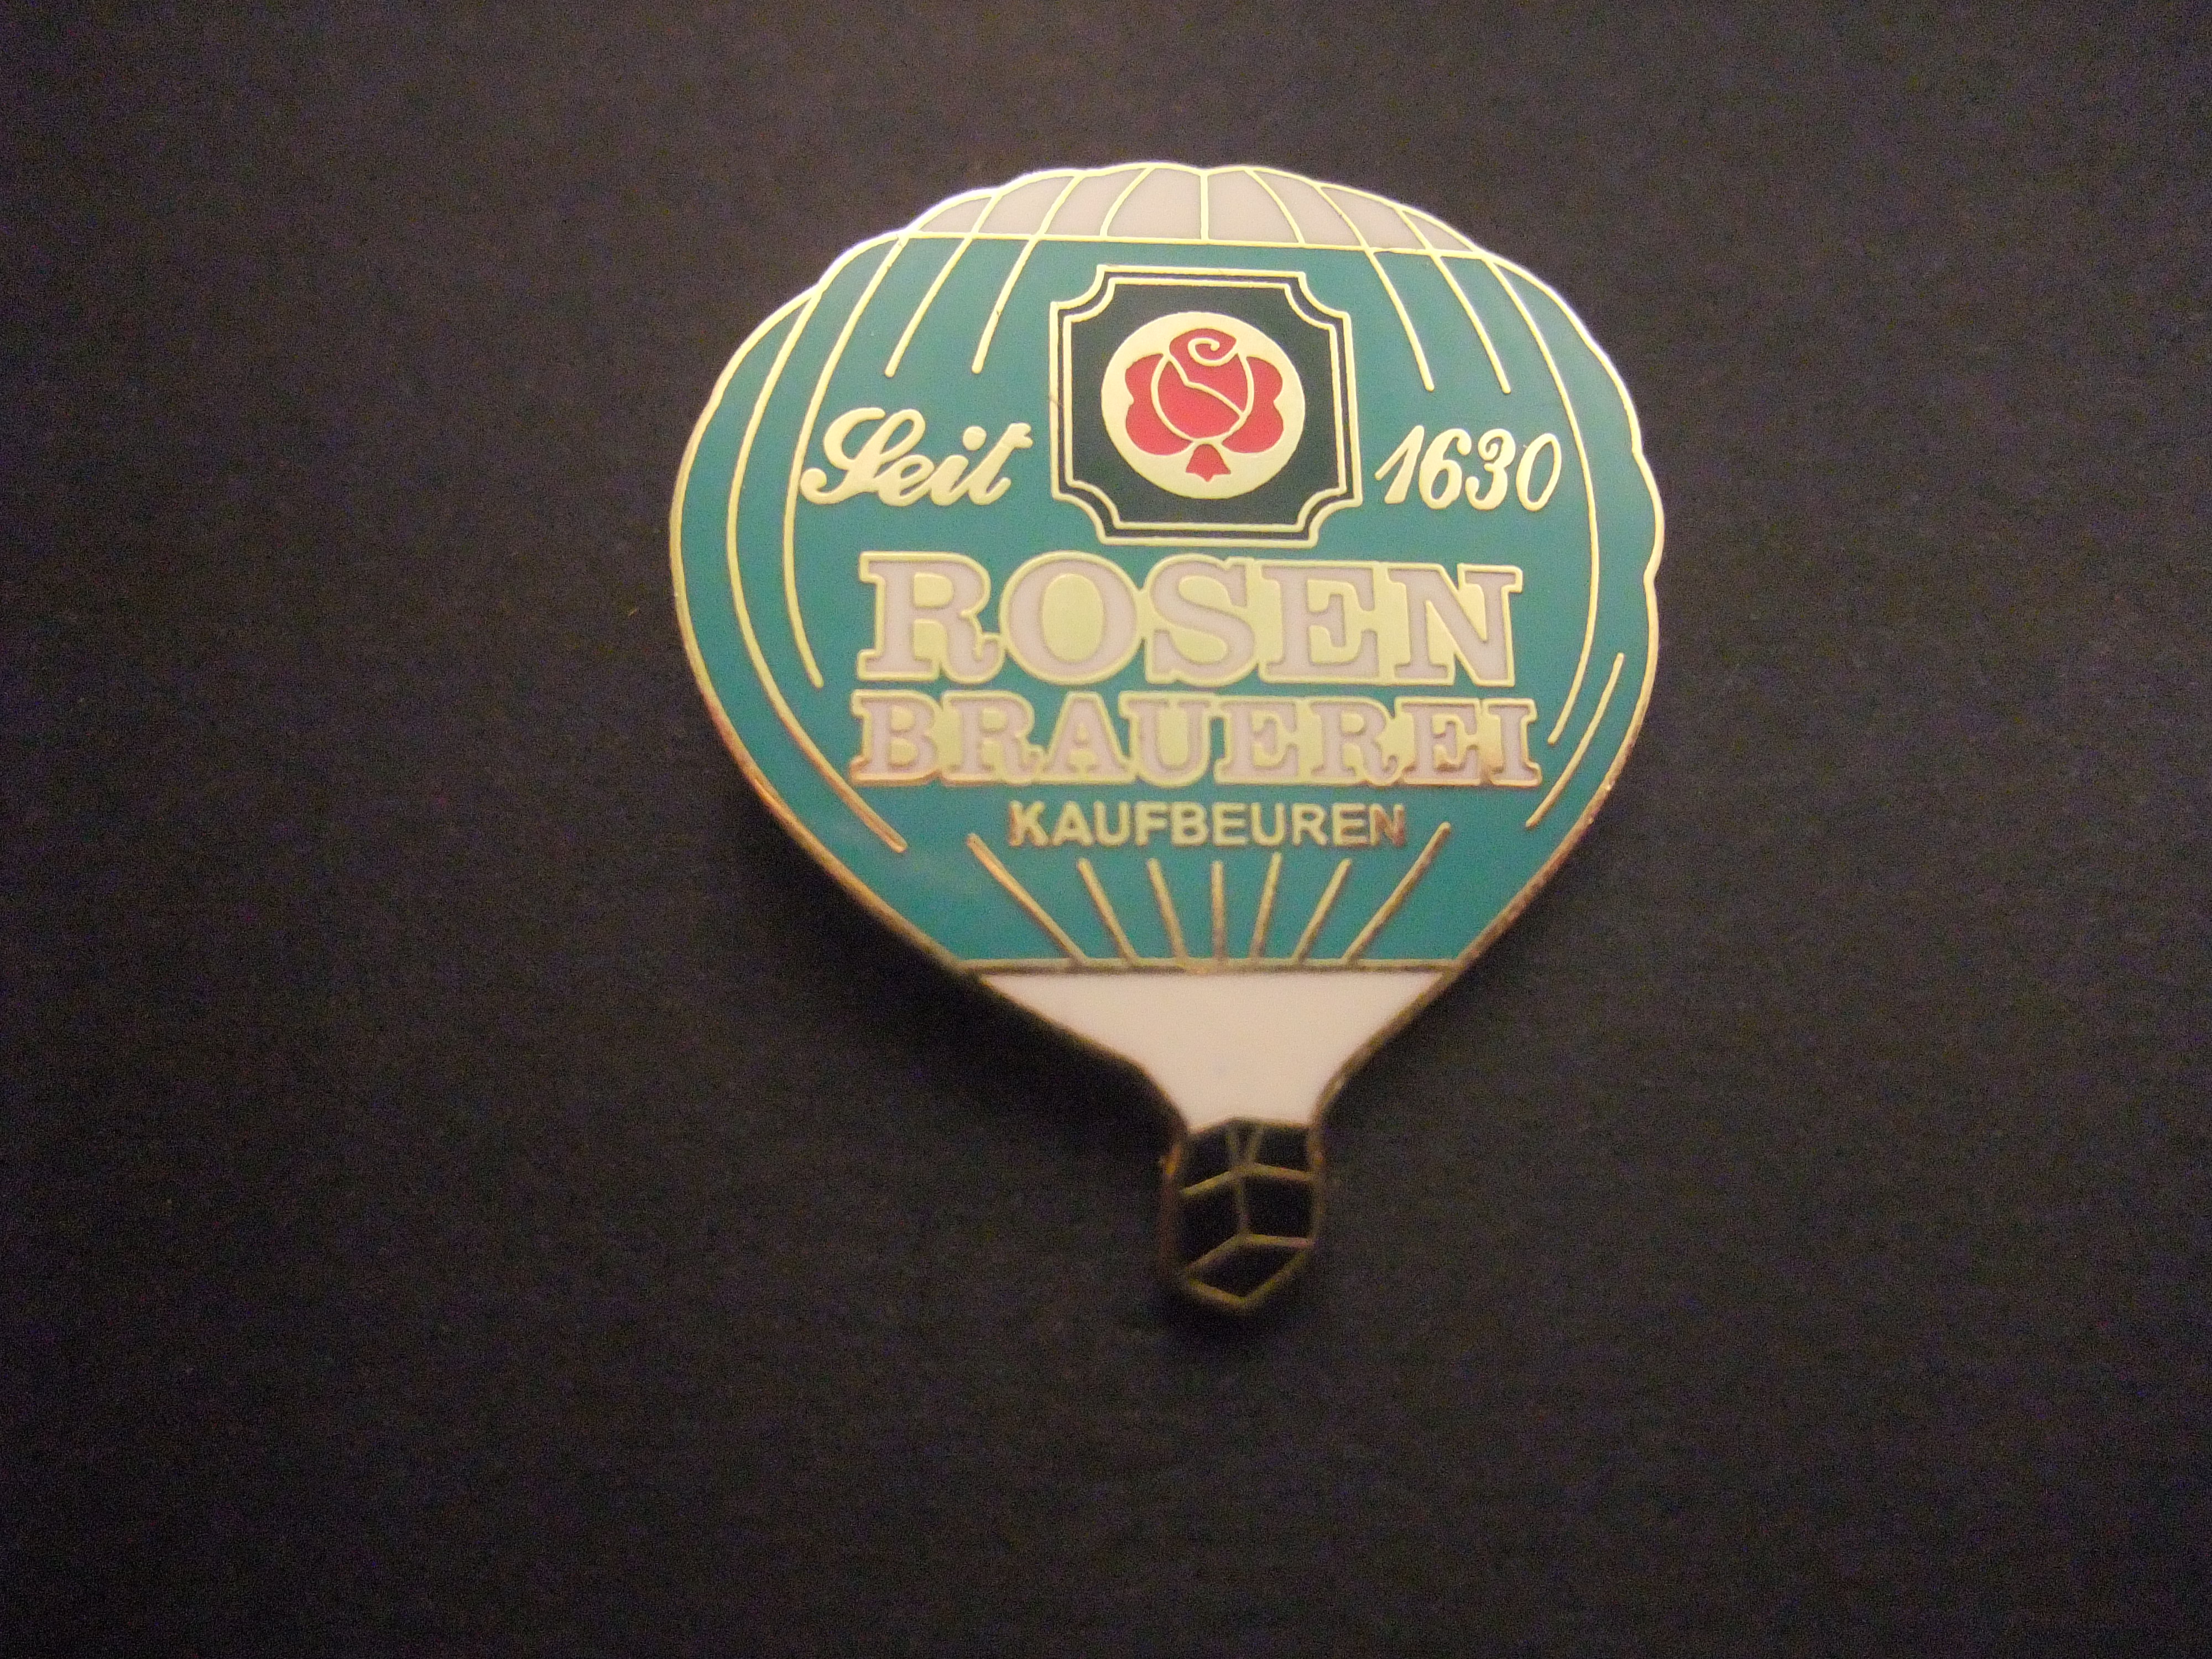 Seit 1630
ROSEN
BRAUEREI
KAUFBEUREN